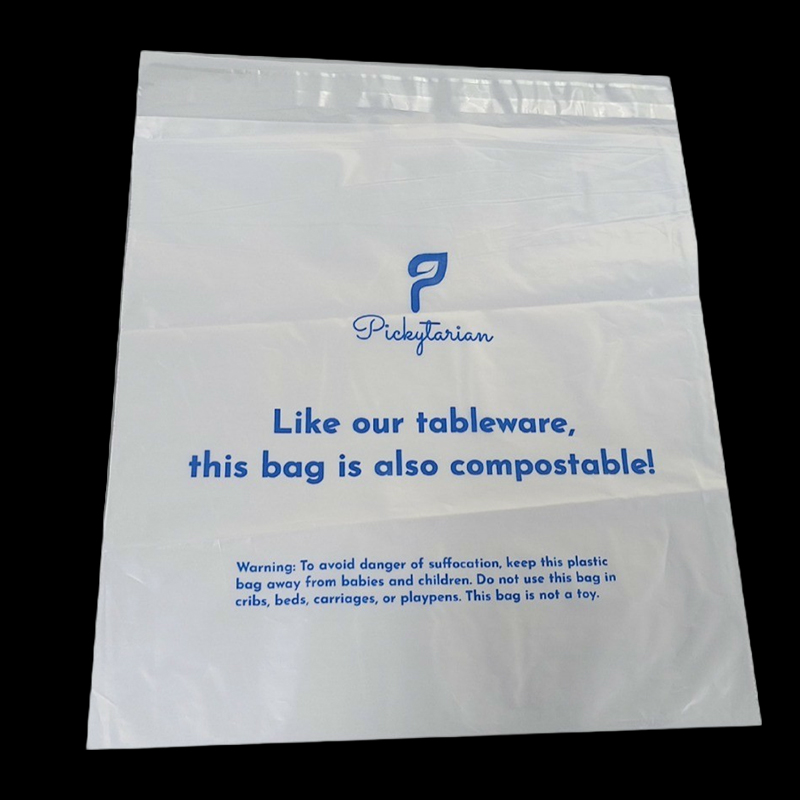 Pickytarian
Like our tableware,
this bag is also compostable!
Warning: To avoid danger of suffocation, keep this plastic
bag away from babies and children. Do not use this bag in
cribs, beds, carriages, or playpens. This bag is not a toy.